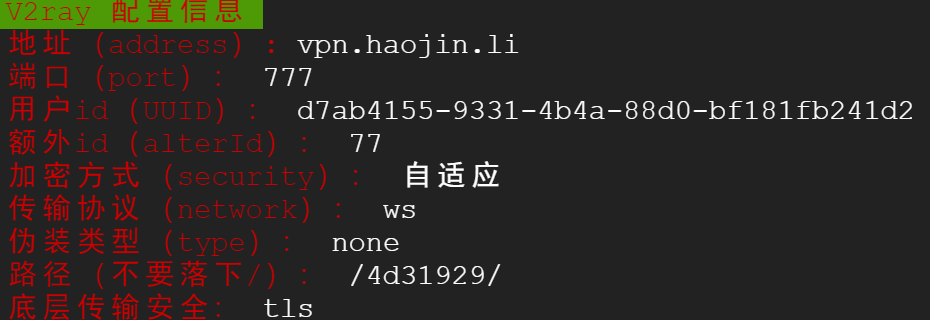 V2ray 配置信息
地址 (address) : vpn.haojin.li
端口 (port) : 777
用户id (UUID) : d7ab4155-9331-4b4a-88d0-bf181fb241d2
额外id (alterId) : 77
加密方式 (security) : 自适应
传输协议 (network) : ws
伪装类型 (type) : none
路径 (不要落下/) : /4d31929/
底层传输安全: tls